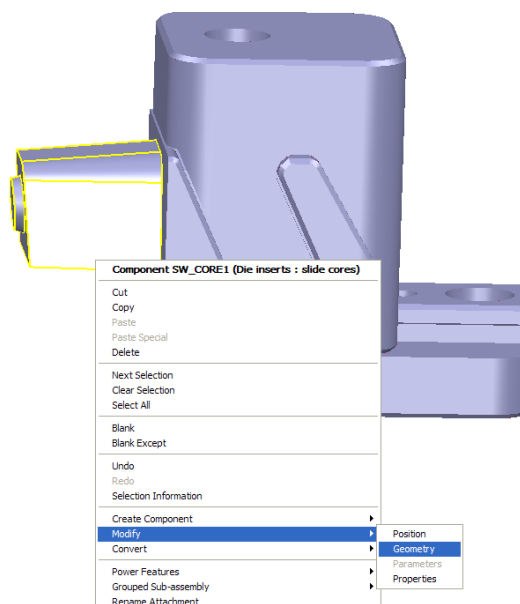 Component SW_CORE1 (Die inserts : slide cores)
Cut
Copy
Paste
Paste Special
Delete
Next Selection
Clear Selection
Select All
Blank
Blank Except
Undo
Redo
Selection Information
Create Component
Modify
Convert
Power Features
Grouped Sub-assembly
Rename Attachment
Position
Geometry
Parameters
Properties